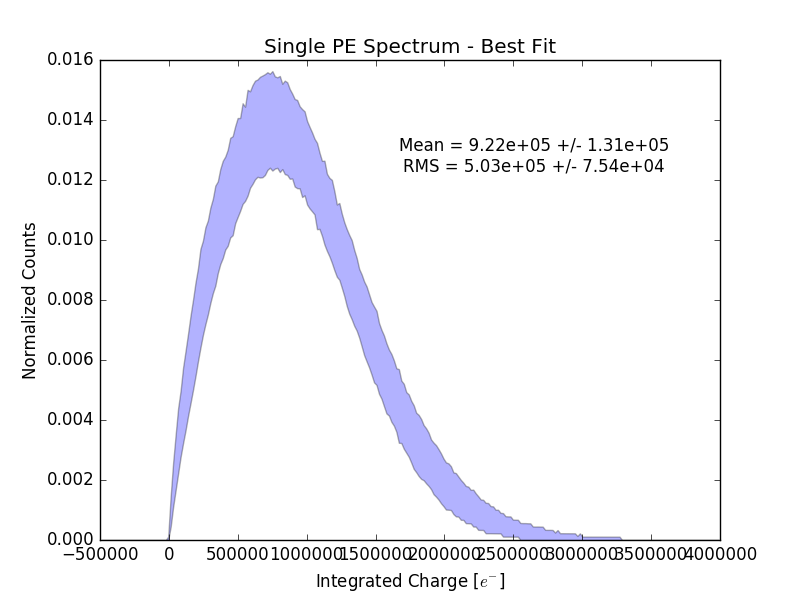 Single PE Spectrum - Best Fit
0.016
0.014
0.012
0.010
0.008
0.006
0.004
0.002
0.000
Normalized Counts
Mean = 9.22e+05 +/- 1.31e+05
RMS = 5.03e+05 +/- 7.54e+04
−500000 0 500000 1000000 1500000 2000000 2500000 3000000 3500000 4000000
Integrated Charge [e⁻]